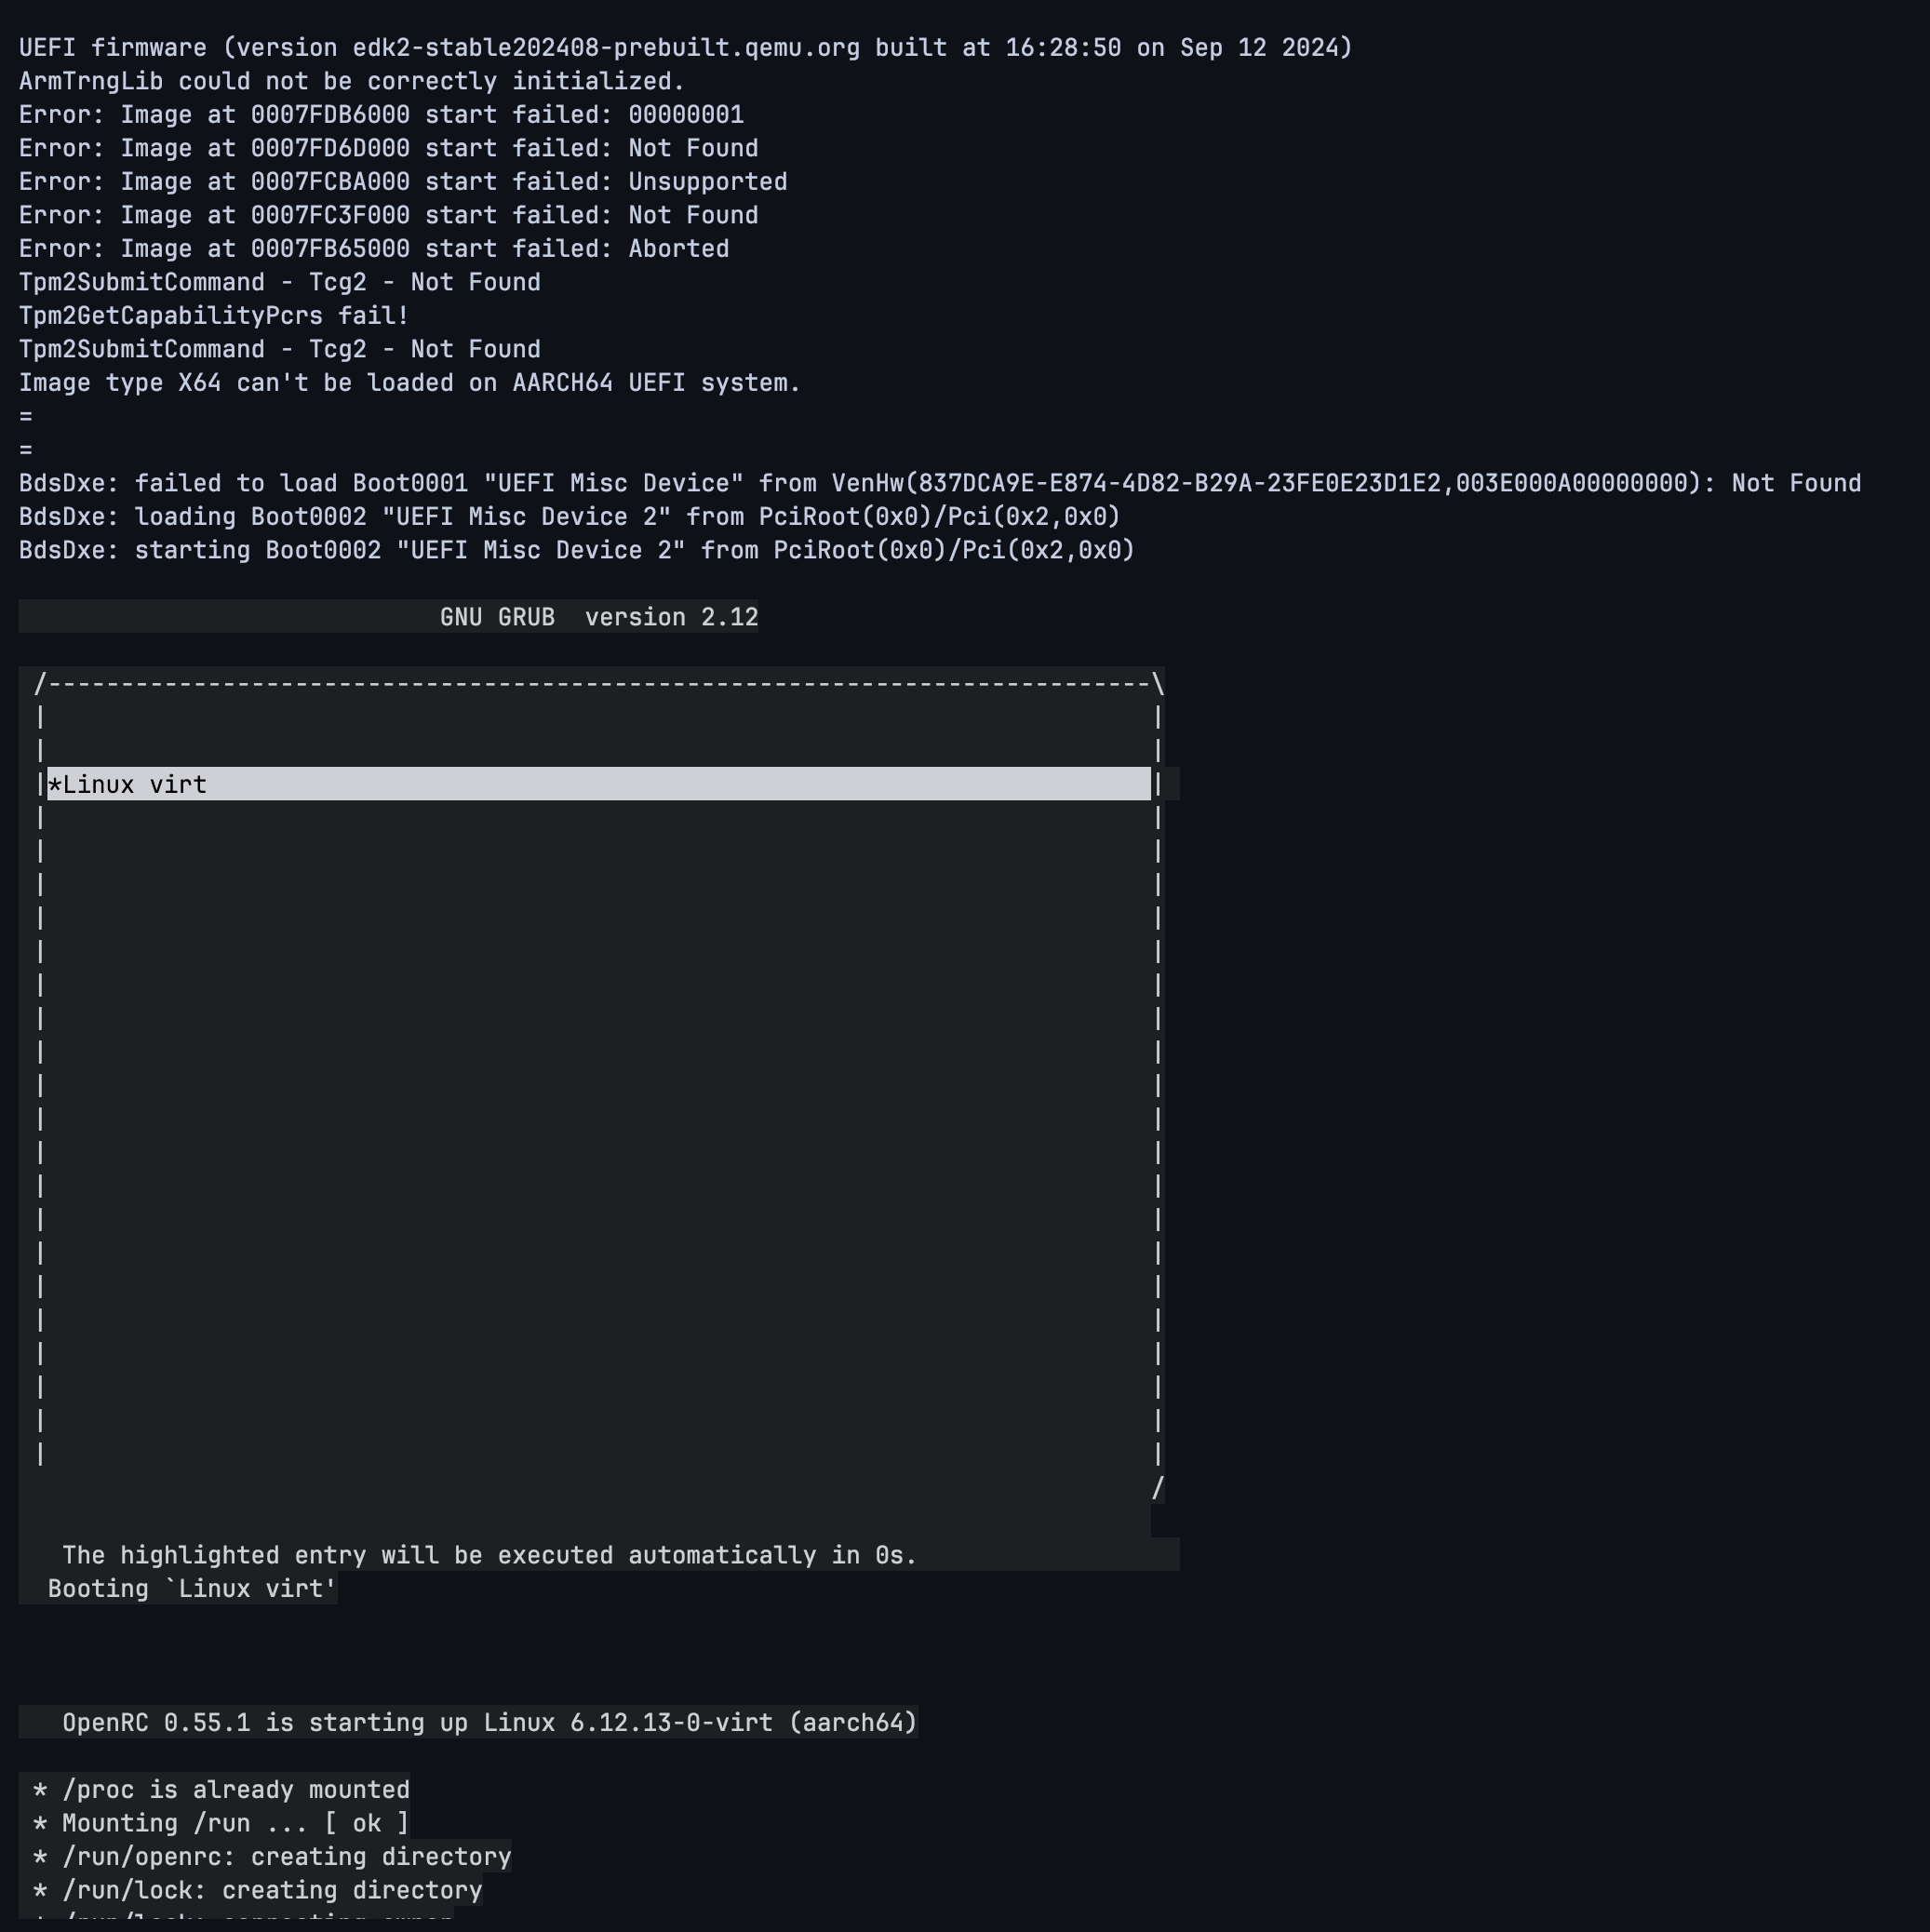 UEFI firmware (version edk2-stable202408-prebuilt.qemu.org built at 16:28:50 on Sep 12 2024)
ArmTrngLib could not be correctly initialized.
Error: Image at 0007FDB6000 start failed: 00000001
Error: Image at 0007FD6D000 start failed: Not Found
Error: Image at 0007FCBA000 start failed: Unsupported
Error: Image at 0007FC3F000 start failed: Not Found
Error: Image at 0007FB65000 start failed: Aborted
Tpm2SubmitCommand - Tcg2 - Not Found
Tpm2GetCapabilityPcrs fail!
Tpm2SubmitCommand - Tcg2 - Not Found
Image type X64 can't be loaded on AARCH64 UEFI system.
=
=
BdsDxe: failed to load Boot0001 "UEFI Misc Device" from VenHw(837DCA9E-E874-4D82-B29A-23FE0E23D1E2,003E000A00000000): Not Found
BdsDxe: loading Boot0002 "UEFI Misc Device 2" from PciRoot(0x0)/Pci(0x2,0x0)
BdsDxe: starting Boot0002 "UEFI Misc Device 2" from PciRoot(0x0)/Pci(0x2,0x0)
GNU GRUB  version 2.12
*Linux virt
The highlighted entry will be executed automatically in 0s.
Booting `Linux virt'
OpenRC 0.55.1 is starting up Linux 6.12.13-0-virt (aarch64)
* /proc is already mounted
* Mounting /run ... [ ok ]
* /run/openrc: creating directory
* /run/lock: creating directory